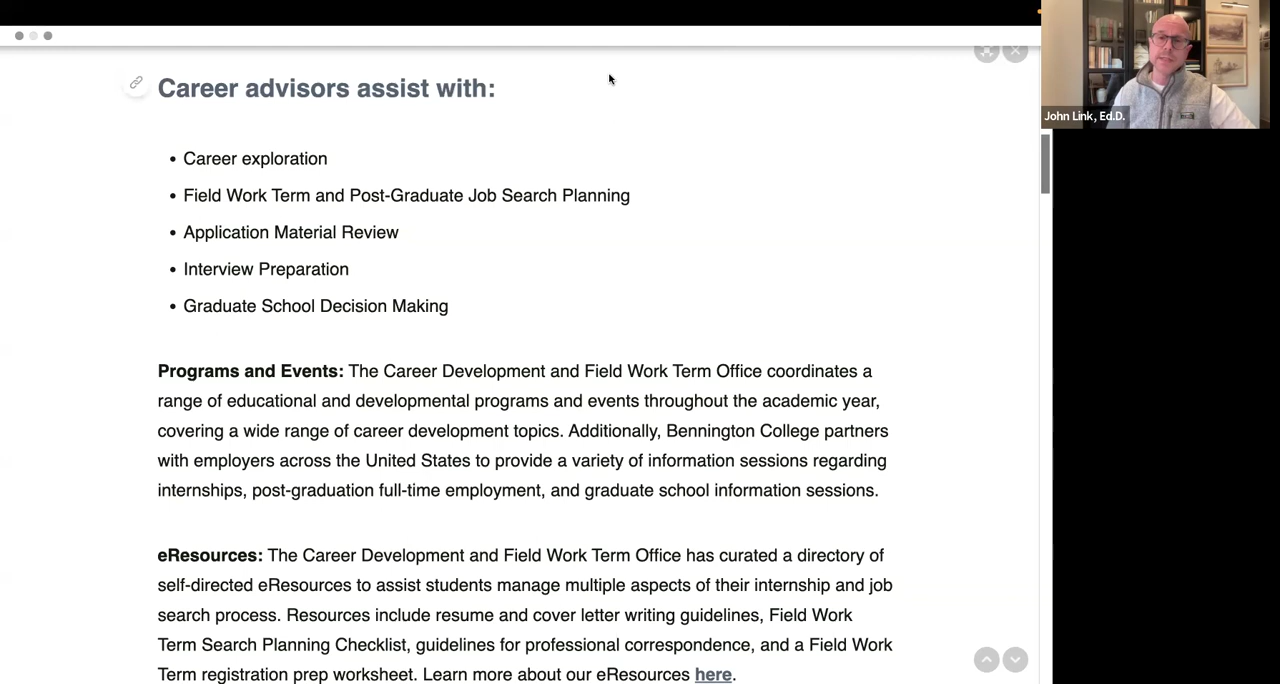 Career advisors assist with:
John Link, Ed.D.
• Career exploration
• Field Work Term and Post-Graduate Job Search Planning
• Application Material Review
• Interview Preparation
• Graduate School Decision Making
Programs and Events: The Career Development and Field Work Term Office coordinates a
range of educational and developmental programs and events throughout the academic year,
covering a wide range of career development topics. Additionally, Bennington College partners
with employers across the United States to provide a variety of information sessions regarding
internships, post-graduation full-time employment, and graduate school information sessions.
eResources: The Career Development and Field Work Term Office has curated a directory of
self-directed eResources to assist students manage multiple aspects of their internship and job
search process. Resources include resume and cover letter writing guidelines, Field Work
Term Search Planning Checklist, guidelines for professional correspondence, and a Field Work
Term registration prep worksheet. Learn more about our eResources here.